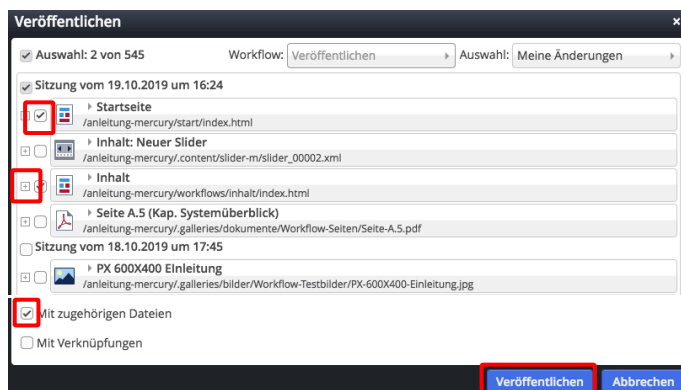 Veröffentlichen ×
Auswahl: 2 von 545 Workflow: Veröffentlichen Auswahl: Meine Änderungen
Sitzung vom 19.10.2019 um 16:24
Startseite
/anleitung-mercury/start/index.html
Inhalt: Neuer Slider
/anleitung-mercury/.content/slider-m/slider_00002.xml
Inhalt
/anleitung-mercury/workflows/inhalt/index.html
Seite A.5 (Kap. Systemüberblick)
/anleitung-mercury/.galleries/dokumente/Workflow-Seiten/Seite-A.5.pdf
Sitzung vom 18.10.2019 um 17:45
PX 600X400 EInleitung
/anleitung-mercury/.galleries/bilder/Workflow-Testbilder/PX-600X400-Einleitung.jpg
Mit zugehörigen Dateien
Mit Verknüpfungen
Veröffentlichen Abbrechen